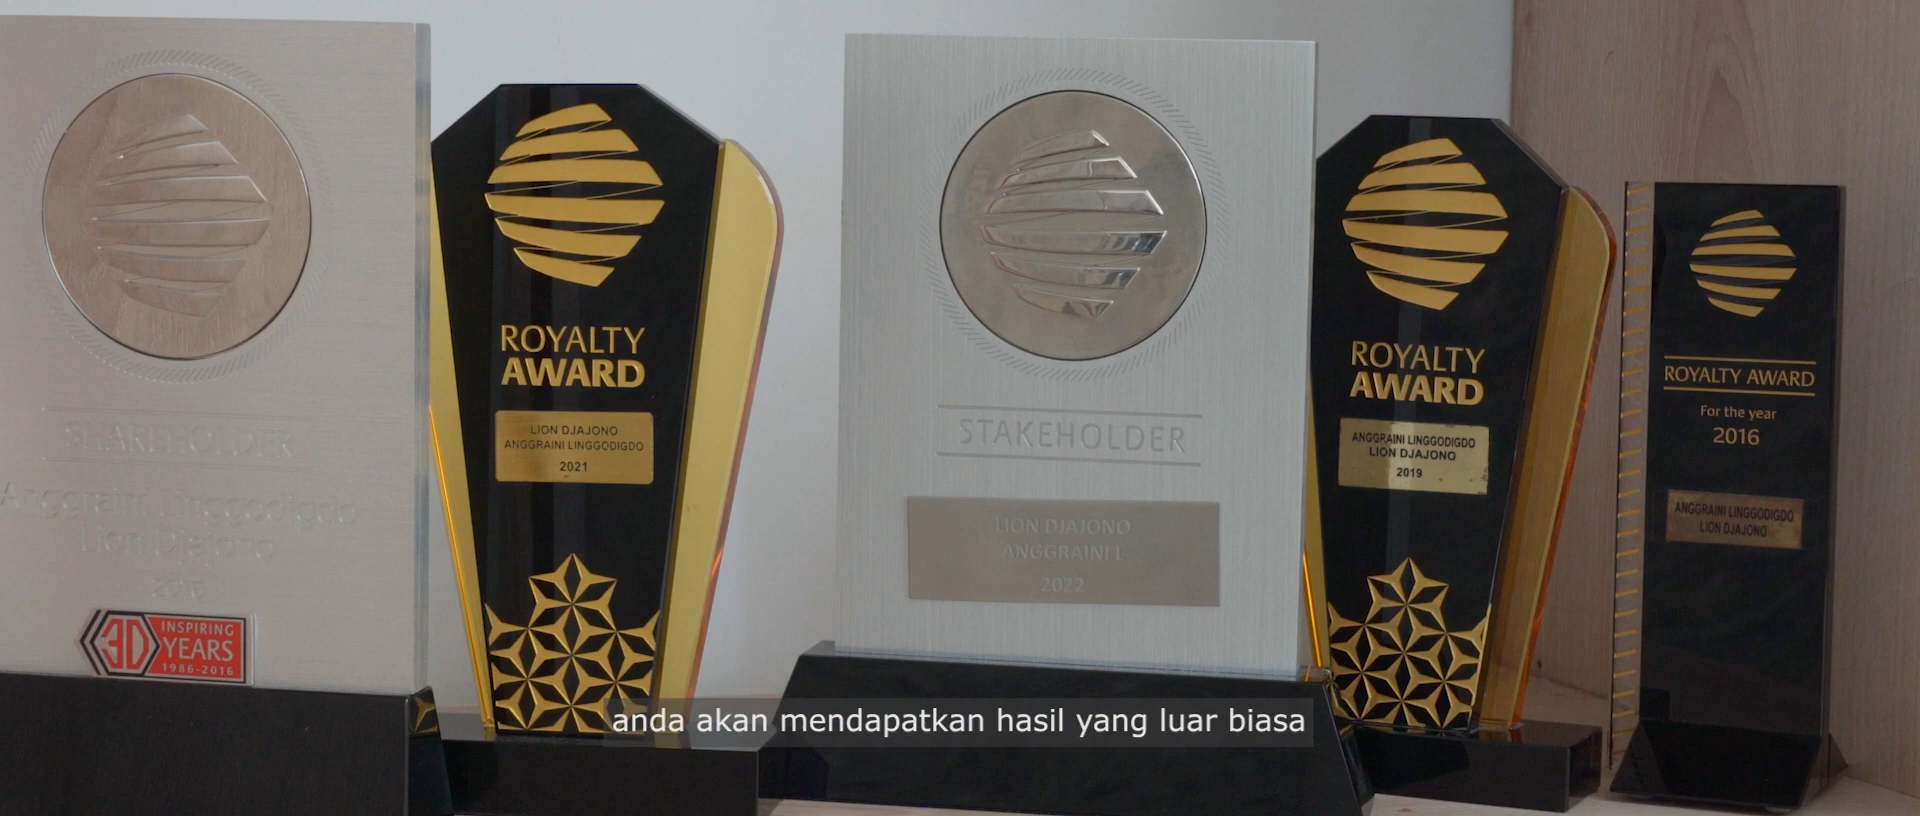 SHAREHOLDER
Anggraini Linggodigdo
Lion Djajono
2016
3D INSPIRING
YEARS
1986-2016
ROYALTY
AWARD
LION DJAJONO
ANGGRAINI LINGGODIGDO
2021
STAKEHOLDER
LION DJAJONO
ANGGRAINI L
2022
ROYALTY
AWARD
ANGGRAINI LINGGODIGDO
LION DJAJONO
2019
ROYALTY AWARD
For the year
2016
ANGGRAINI LINGGODIGDO
LION DJAJONO
anda akan mendapatkan hasil yang luar biasa